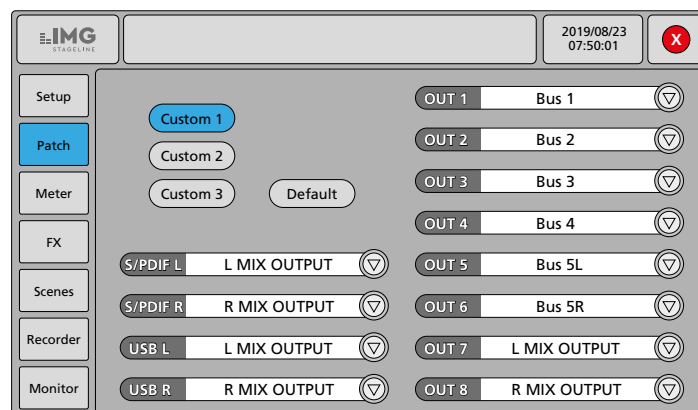 IMG
STAGELINE
2019/08/23
07:50:01
X
Setup
Patch
Meter
FX
Scenes
Recorder
Monitor
Custom 1
Custom 2
Custom 3
Default
S/PDIF L L MIX OUTPUT
S/PDIF R R MIX OUTPUT
USB L L MIX OUTPUT
USB R R MIX OUTPUT
OUT 1 Bus 1
OUT 2 Bus 2
OUT 3 Bus 3
OUT 4 Bus 4
OUT 5 Bus 5L
OUT 6 Bus 5R
OUT 7 L MIX OUTPUT
OUT 8 R MIX OUTPUT